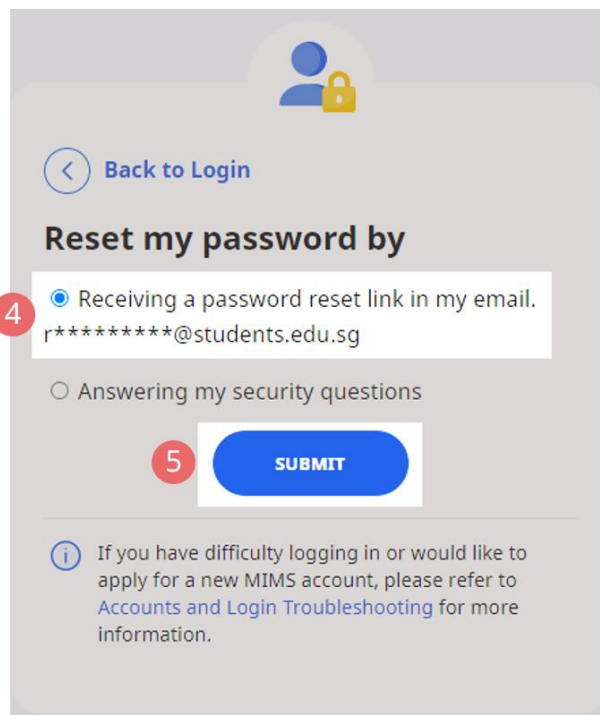 Back to Login
Reset my password by
4
Receiving a password reset link in my email.
r*********@students.edu.sg
Answering my security questions
5
SUBMIT
i
If you have difficulty logging in or would like to
apply for a new MIMS account, please refer to
Accounts and Login Troubleshooting for more
information.